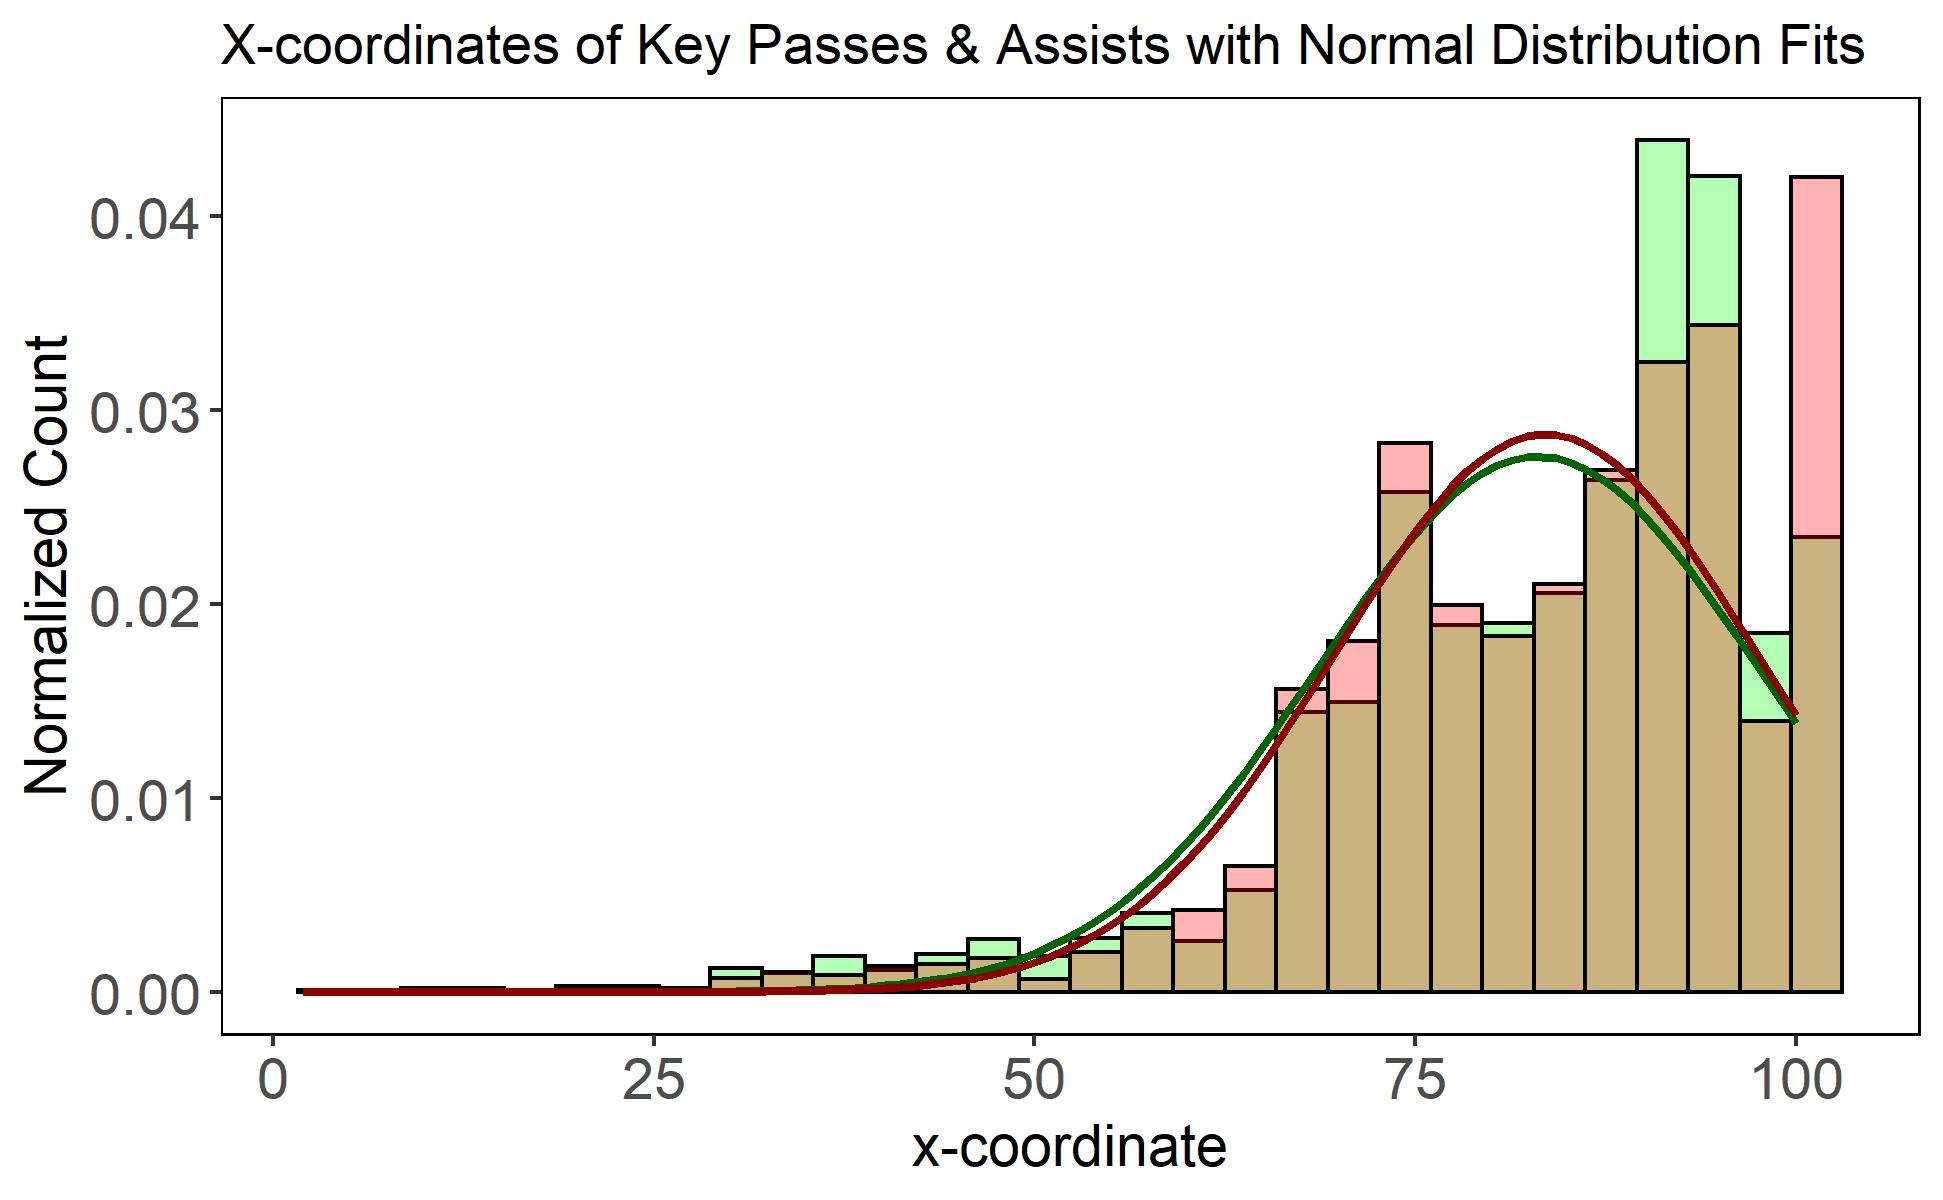 X-coordinates of Key Passes & Assists with Normal Distribution Fits
Normalized Count
0.04
0.03
0.02
0.01
0.00
0 25 50 75 100
x-coordinate